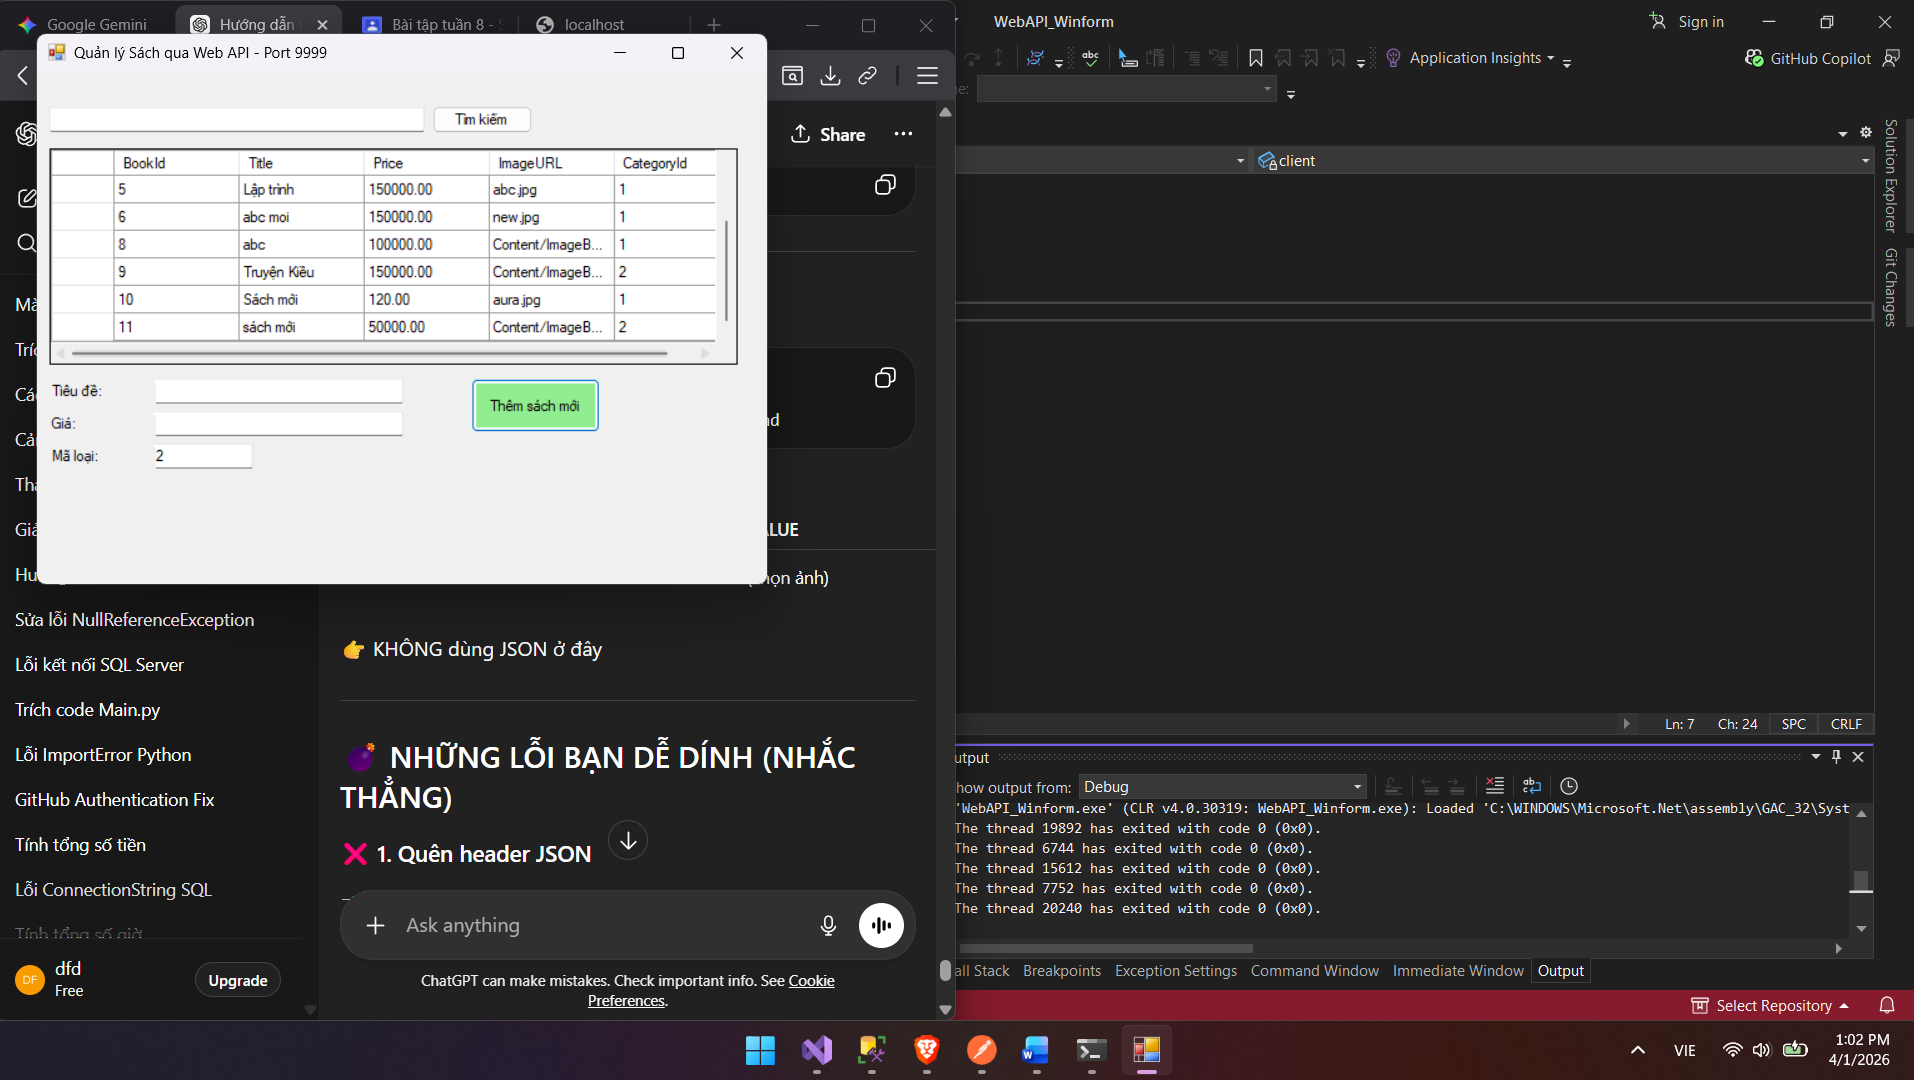 Google Gemini
Hướng dẫn
Bài tập tuần 8 -
localhost
Quản lý Sách qua Web API - Port 9999
Tìm kiếm
BookId Title Price ImageURL CategoryId
5 Lập trình 150000.00 abc.jpg 1
6 abc moi 150000.00 new.jpg 1
8 abc 100000.00 Content/ImageB... 1
9 Truyện Kiều 150000.00 Content/ImageB... 2
10 Sách mới 120.00 aura.jpg 1
11 sách mới 50000.00 Content/ImageB... 2
Tiêu đề:
Giá:
Mã loại: 2
Thêm sách mới
Share
nd
ALUE
(chọn ảnh)
Sửa lỗi NullReferenceException
Lỗi kết nối SQL Server
Trích code Main.py
Lỗi ImportError Python
GitHub Authentication Fix
Tính tổng số tiền
Lỗi ConnectionString SQL
Tính tổng số giờ
DF
dfd
Free
Upgrade
👉 KHÔNG dùng JSON ở đây
💣 NHỮNG LỖI BẠN DỄ DÍNH (NHẮC
THẲNG)
❌ 1. Quên header JSON
Ask anything
ChatGPT can make mistakes. Check important info. See Cookie
Preferences.
WebAPI_Winform
Sign in
Application Insights
GitHub Copilot
client
Solution Explorer
Git Changes
Ln: 7 Ch: 24 SPC CRLF
utput
how output from: Debug
'WebAPI_Winform.exe' (CLR v4.0.30319: WebAPI_Winform.exe): Loaded 'C:\WINDOWS\Microsoft.Net\assembly\GAC_32\Syst
The thread 19892 has exited with code 0 (0x0).
The thread 6744 has exited with code 0 (0x0).
The thread 15612 has exited with code 0 (0x0).
The thread 7752 has exited with code 0 (0x0).
The thread 20240 has exited with code 0 (0x0).
all Stack Breakpoints Exception Settings Command Window Immediate Window Output
Select Repository
VIE
1:02 PM
4/1/2026